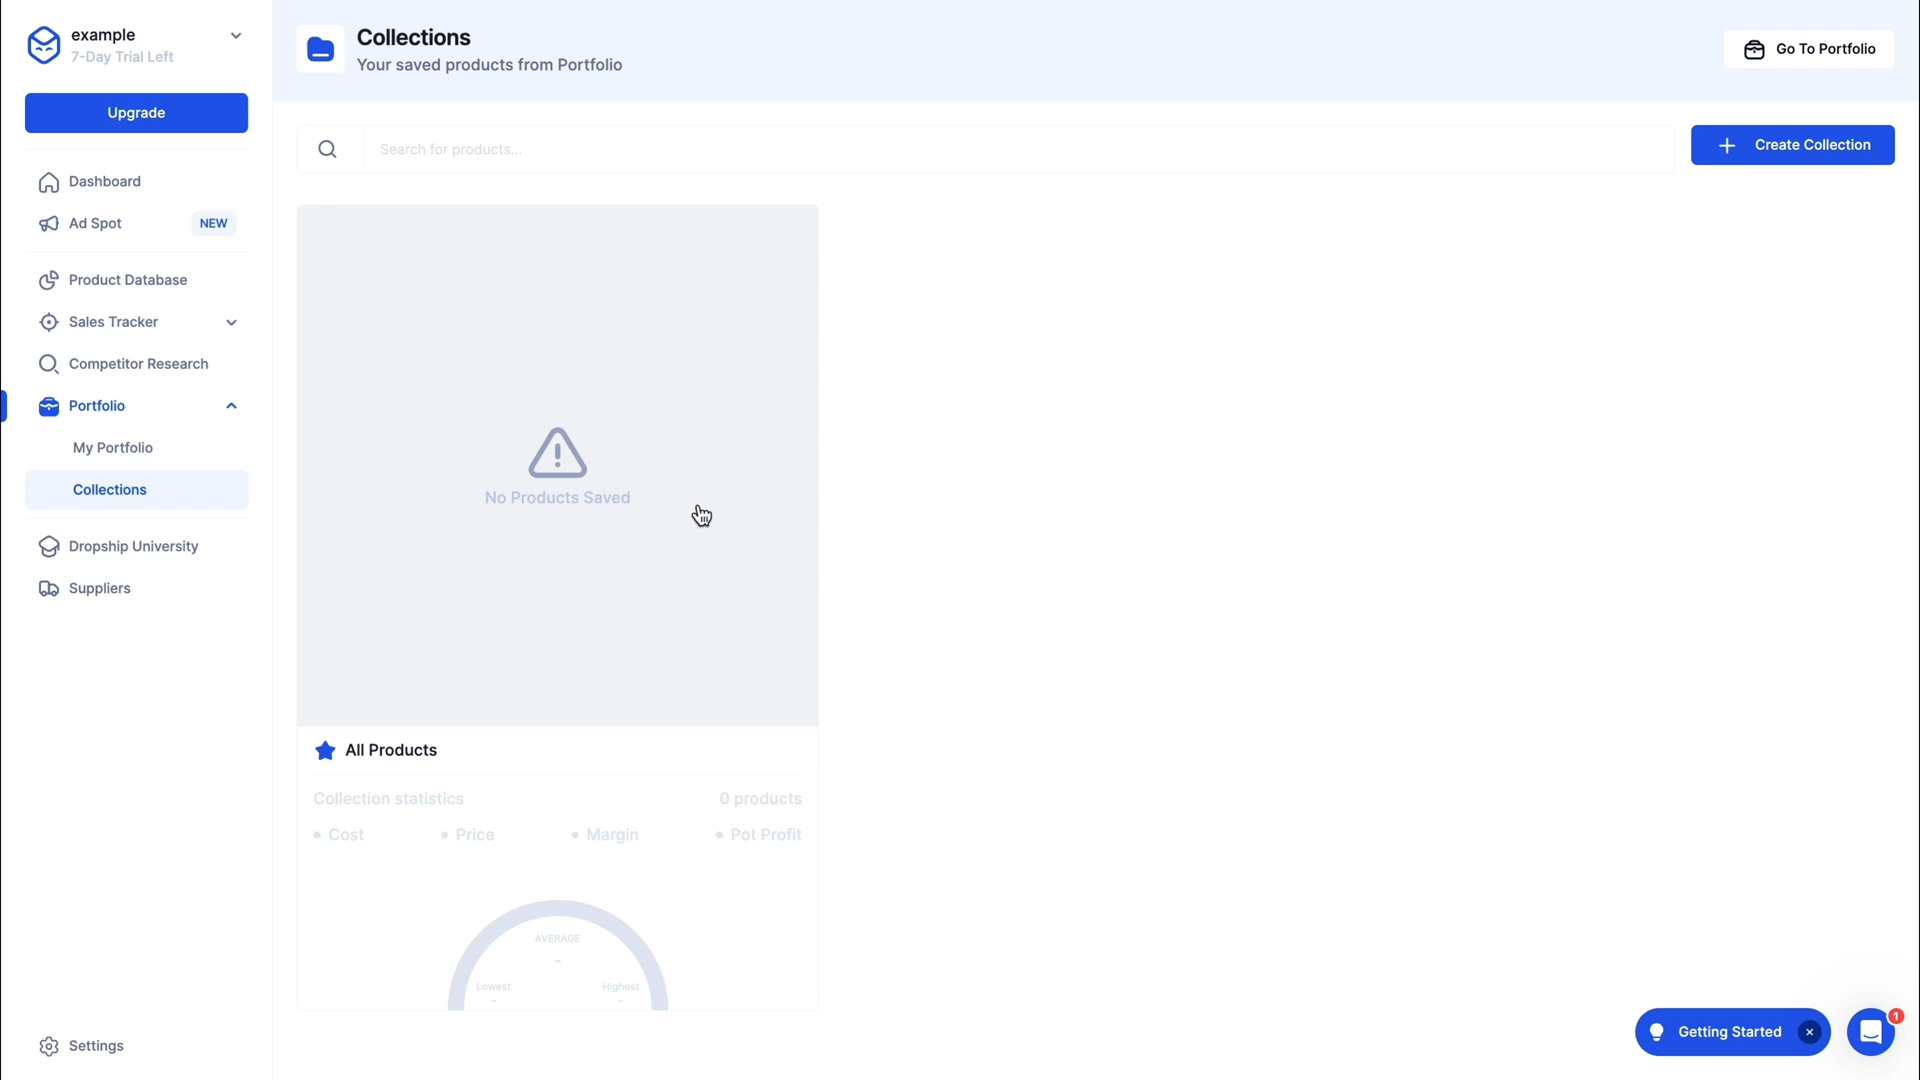 example
7-Day Trial Left
Upgrade
Dashboard
Ad Spot
NEW
Product Database
Sales Tracker
Competitor Research
Portfolio
My Portfolio
Collections
Dropship University
Suppliers
Settings
Collections
Your saved products from Portfolio
Go To Portfolio
Search for products...
Create Collection
No Products Saved
All Products
Collection statistics
0 products
Cost
Price
Margin
Pot Profit
AVERAGE
-
Lowest
Highest
-
-
Getting Started
1